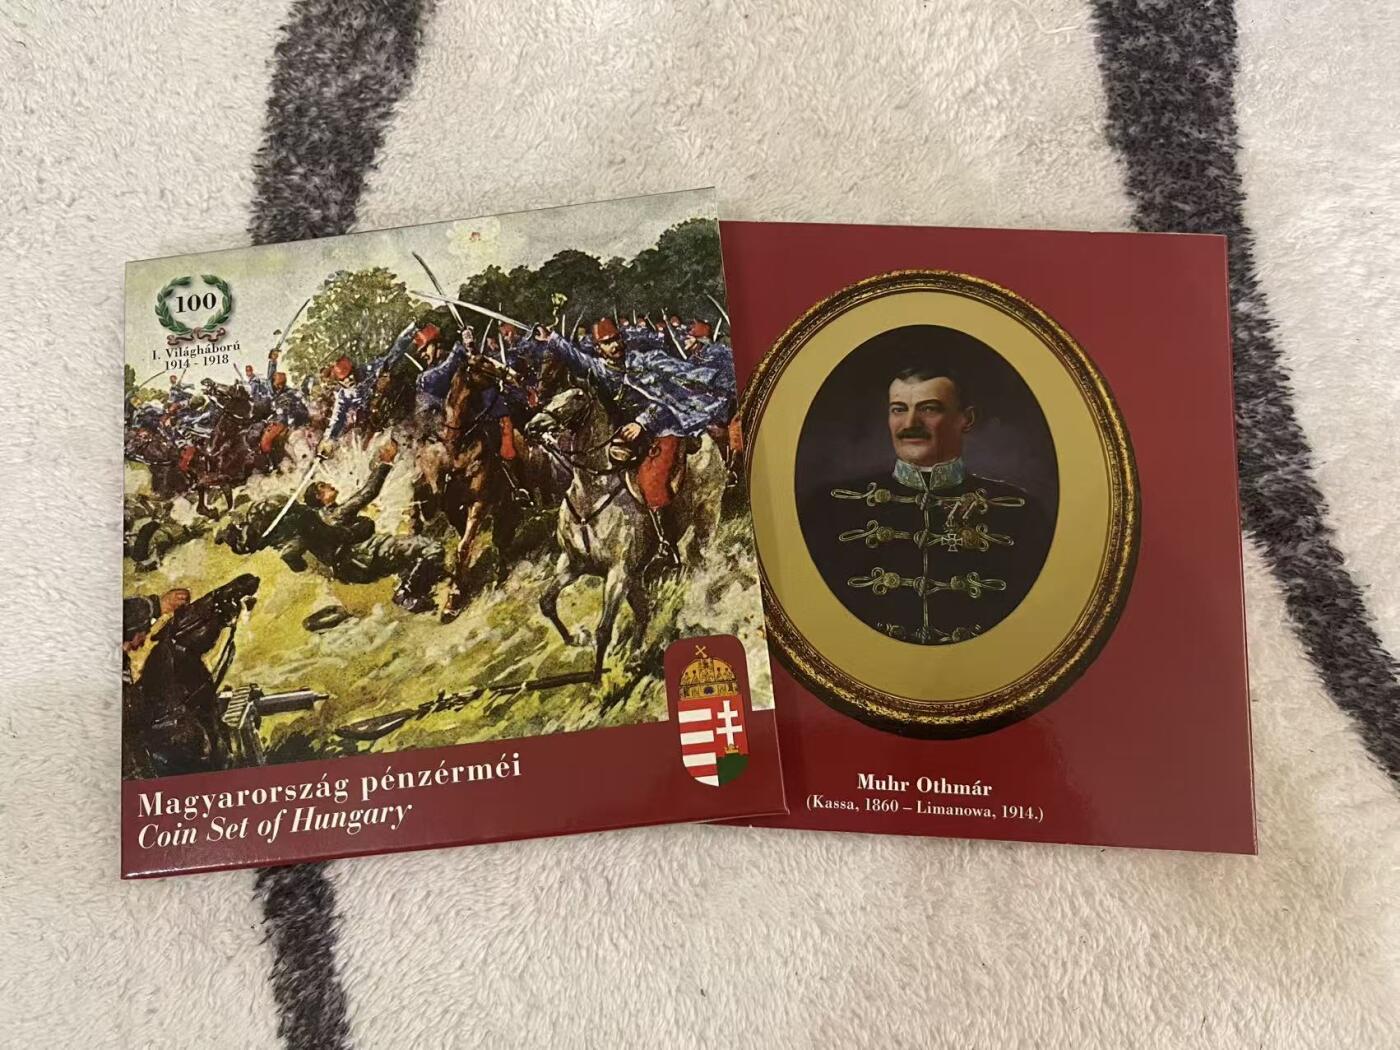 100
I. Világháború
1914 - 1918
Magyarország pénzérméi
Coin Set of Hungary
Muhr Othmár
(Kassa, 1860 – Limanowa, 1914.)